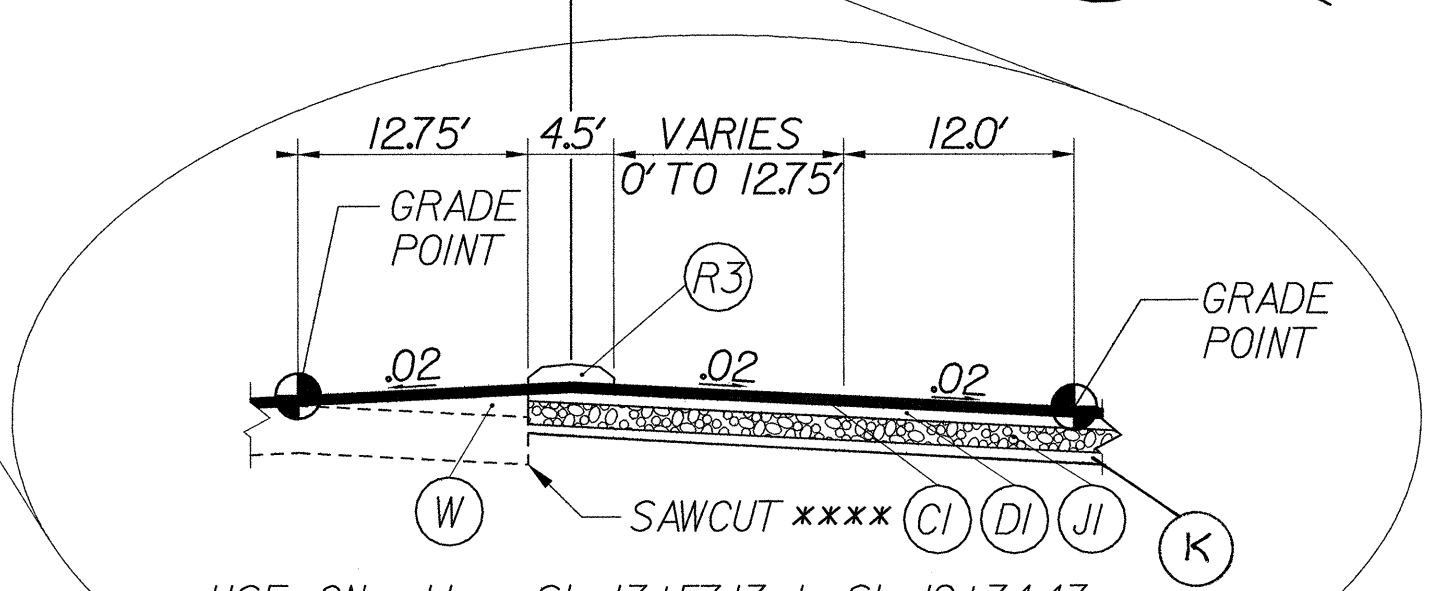 12.75' 4.5' VARIES 12.0'
0' TO 12.75'
GRADE
POINT
R3
GRADE
POINT
.02 .02 .02
W
SAWCUT **** C1 D1 J1
K